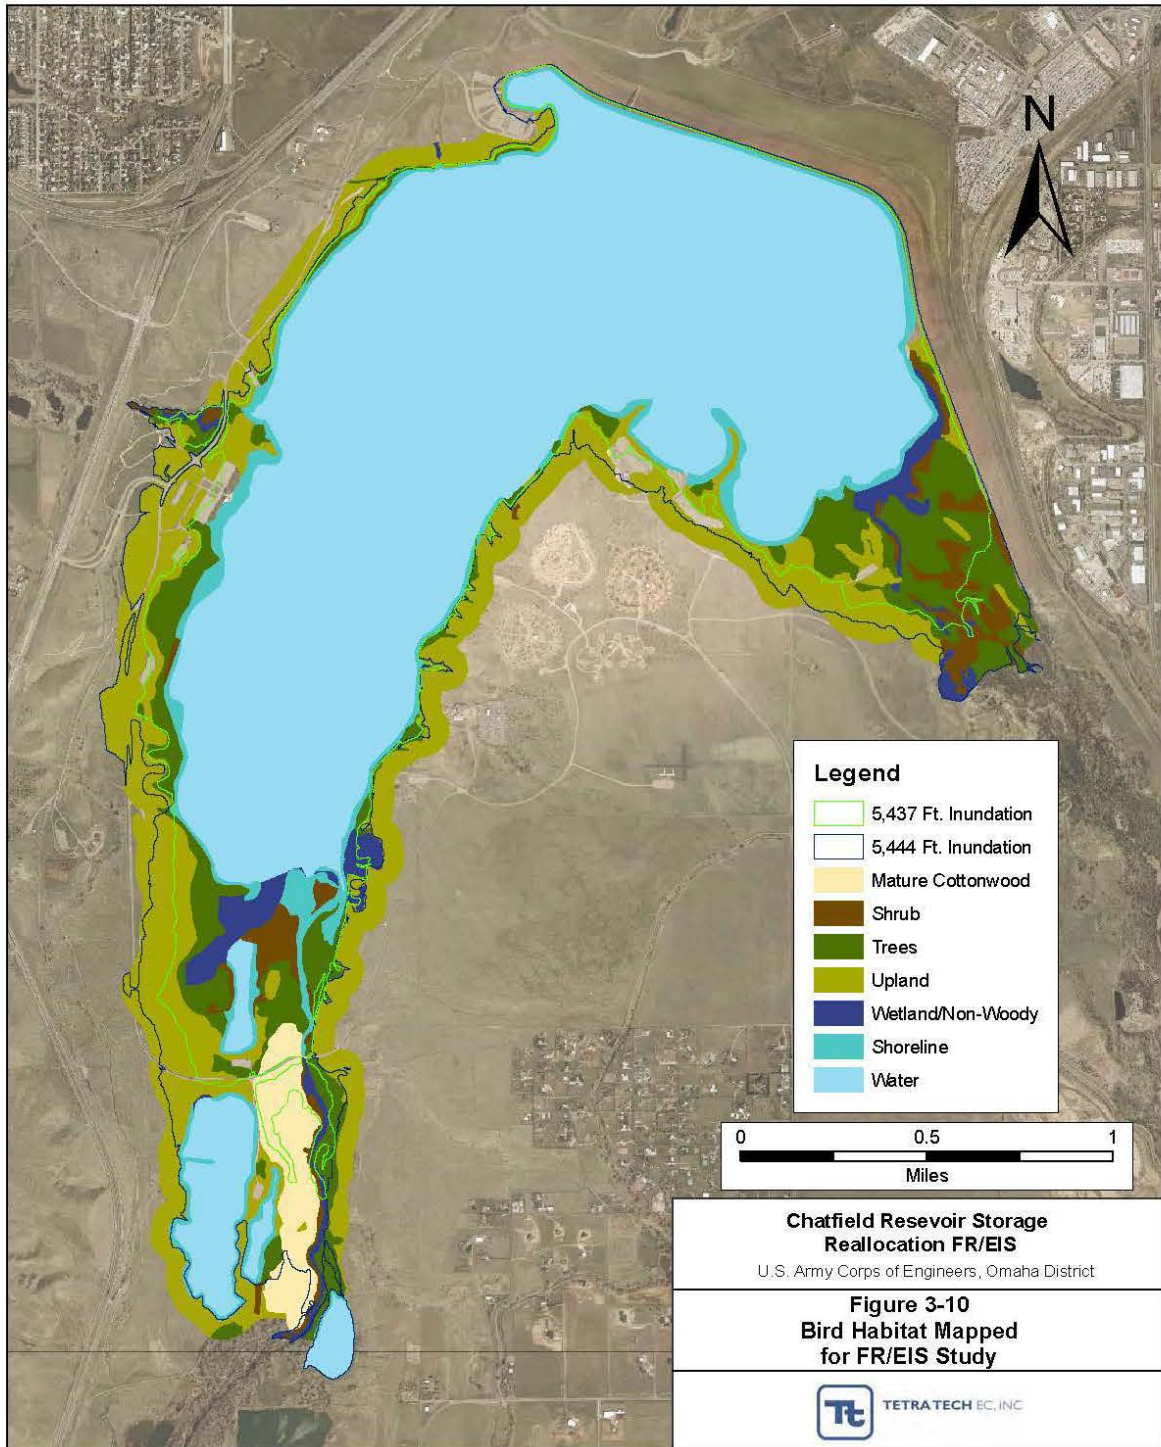 N
Legend
5,437 Ft. Inundation
5,444 Ft. Inundation
Mature Cottonwood
Shrub
Trees
Upland
Wetland/Non-Woody
Shoreline
Water
0 0.5 1
Miles
Chatfield Resevoir Storage
Reallocation FR/EIS
U.S. Army Corps of Engineers, Omaha District
Figure 3-10
Bird Habitat Mapped
for FR/EIS Study
Tt TETRATECH EC, INC